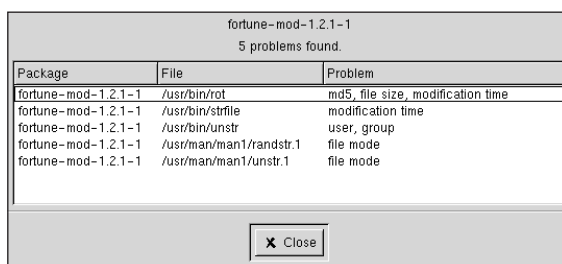 fortune-mod-1.2.1-1
5 problems found.
Package File Problem
fortune-mod-1.2.1-1 /usr/bin/rot md5, file size, modification time
fortune-mod-1.2.1-1 /usr/bin/strfile modification time
fortune-mod-1.2.1-1 /usr/bin/unstr user, group
fortune-mod-1.2.1-1 /usr/man/man1/randstr.1 file mode
fortune-mod-1.2.1-1 /usr/man/man1/unstr.1 file mode
Close